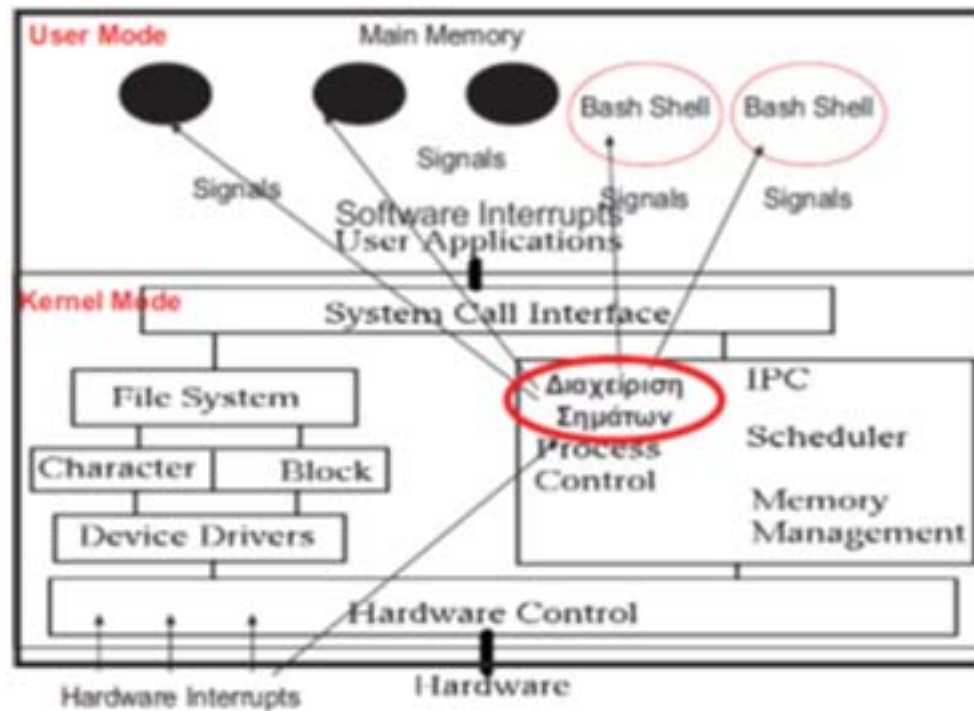 User Mode
Main Memory
Bash Shell
Bash Shell
Signals
Signals
Signals
Signals
Software Interrupts
User Applications
Kernel Mode
System Call Interface
Διαχείριση
Σημάτων
IPC
File System
Scheduler
Process
Control
Character
Block
Memory
Management
Device Drivers
Hardware Control
Hardware Interrupts
Hardware